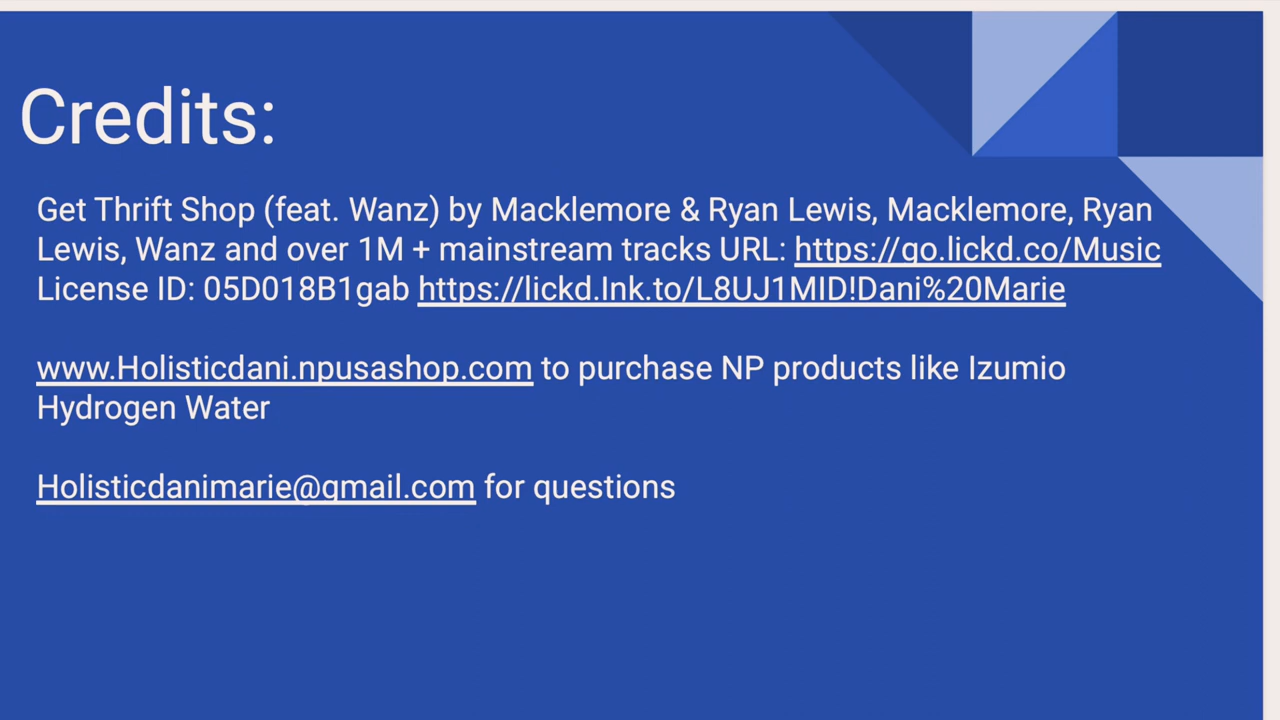 Credits:
Get Thrift Shop (feat. Wanz) by Macklemore & Ryan Lewis, Macklemore, Ryan
Lewis, Wanz and over 1M + mainstream tracks URL: https://go.lickd.co/Music
License ID: 05D018B1gab https://lickd.lnk.to/L8UJ1MID!Dani%20Marie
www.Holisticdani.npusashop.com to purchase NP products like Izumio
Hydrogen Water
Holisticdanimarie@gmail.com for questions